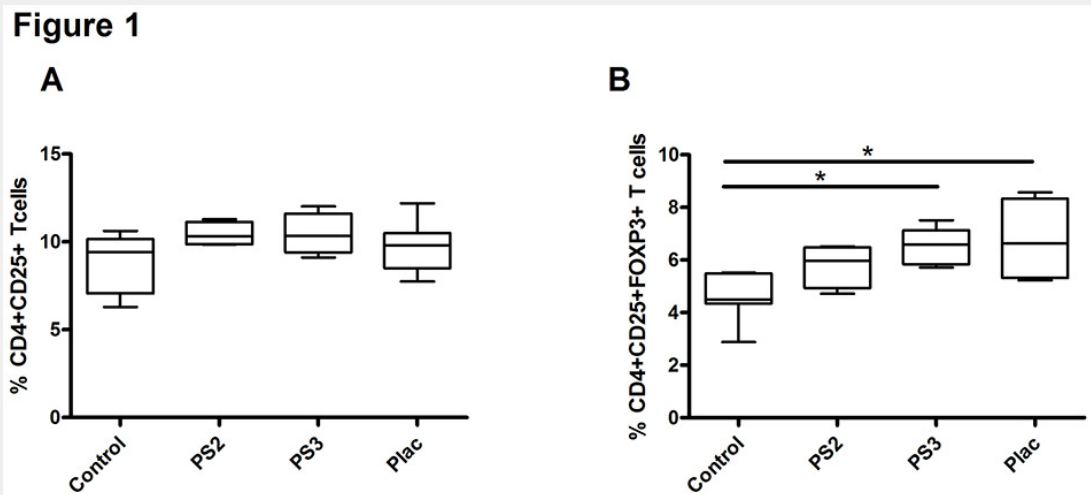 Figure 1
A
% CD4+CD25+ Tcells
15
10
5
0
Control
PS2
PS3
Plac
B
% CD4+CD25+FOXP3+ T cells
10
8
6
4
2
0
*
*
Control
PS2
PS3
Plac